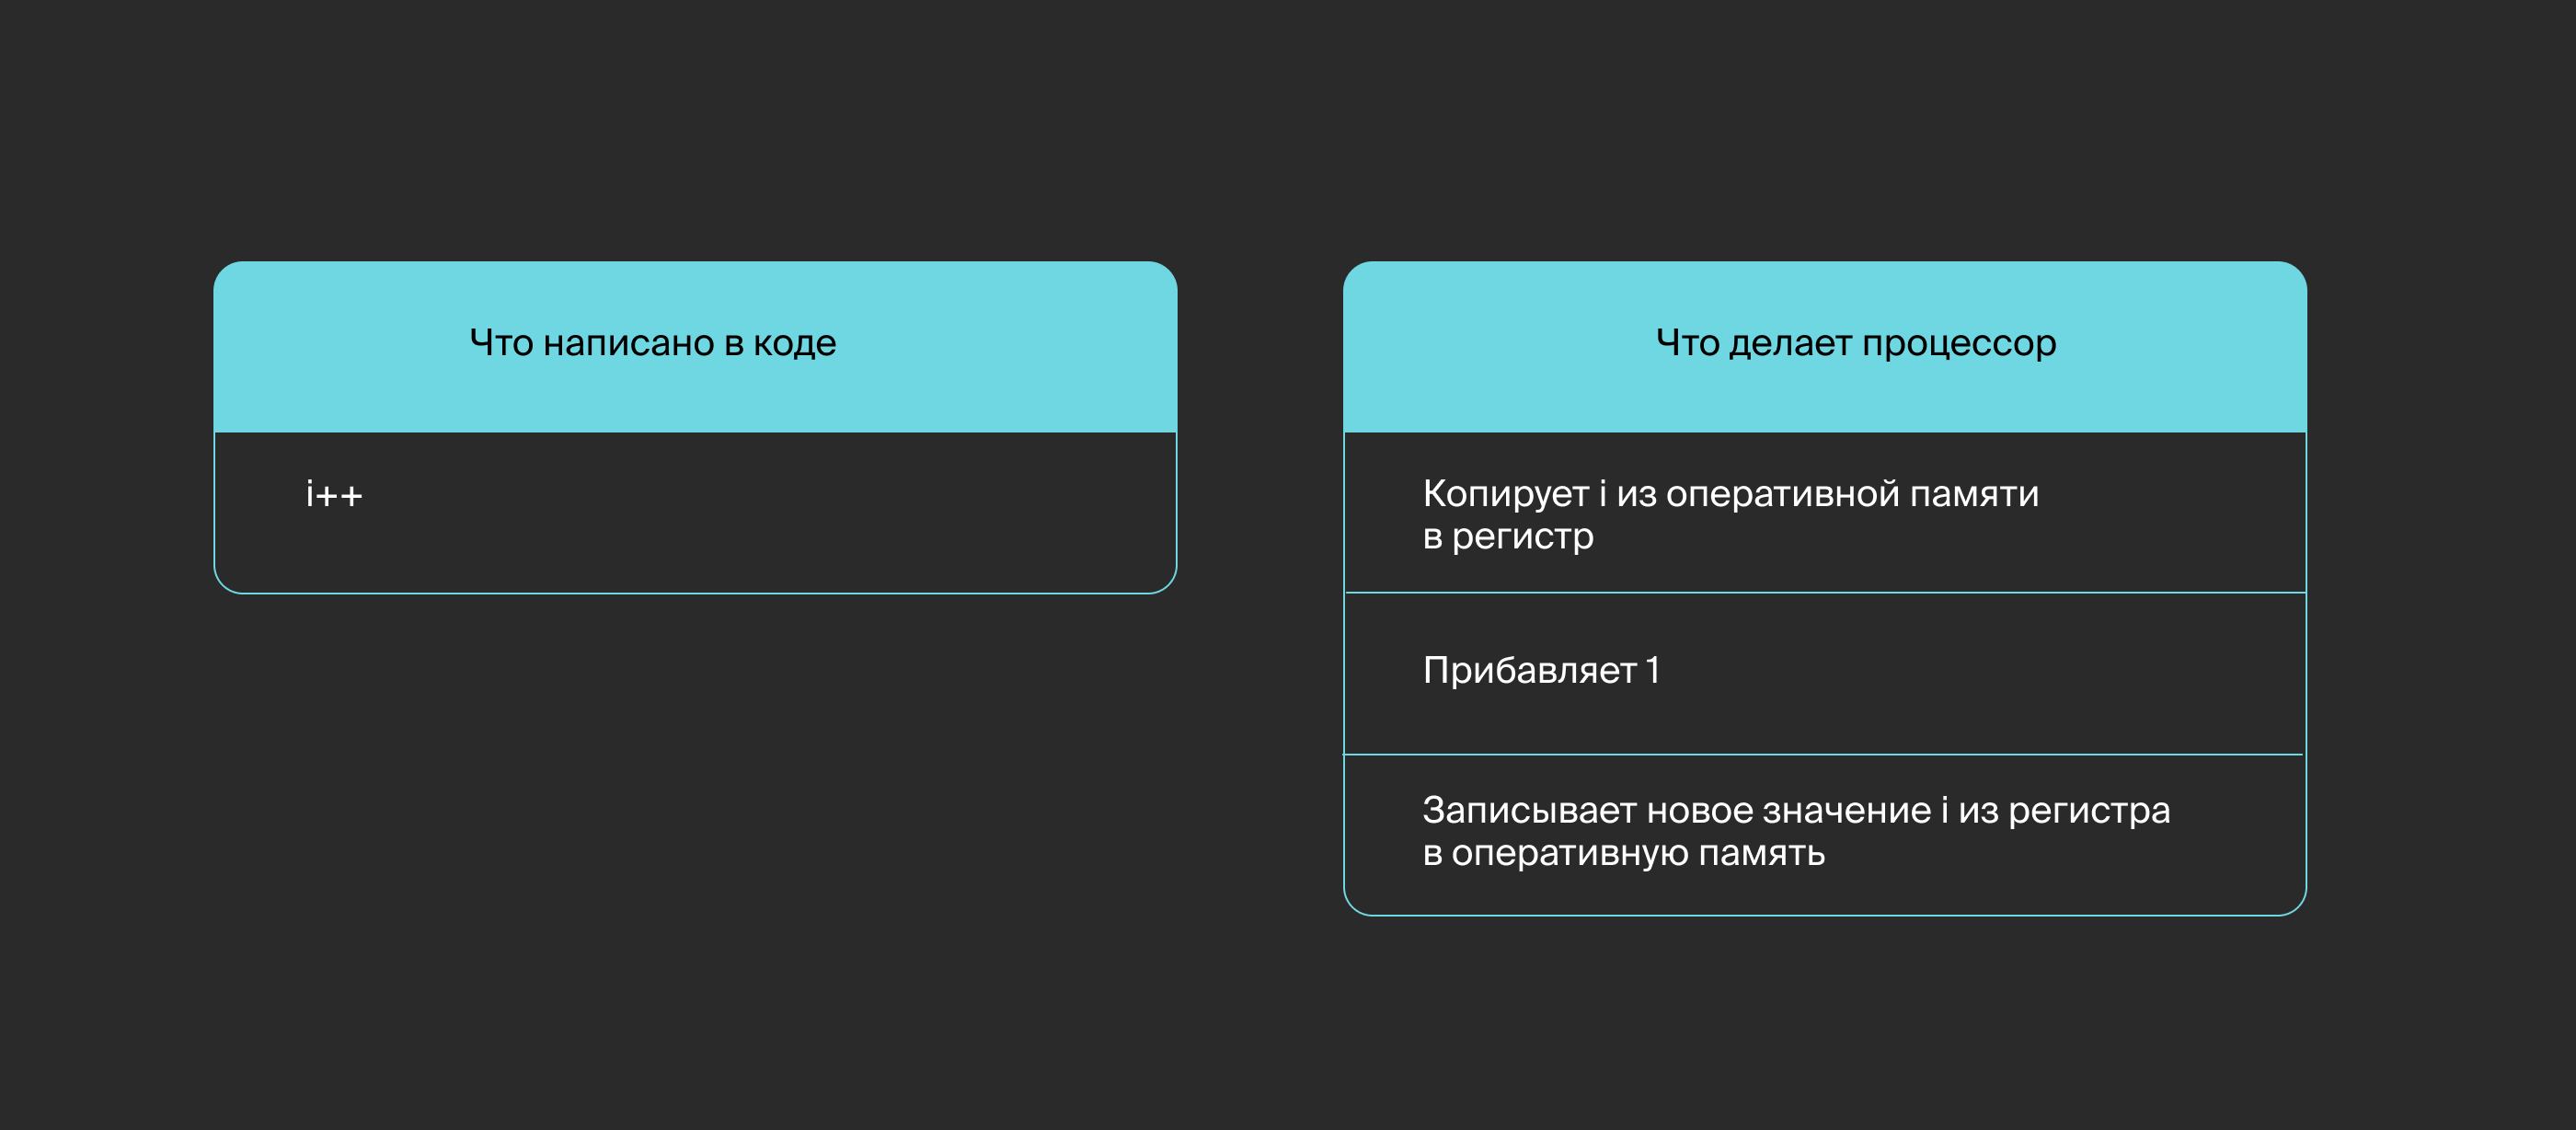 Что написано в коде
i++
Что делает процессор
Копирует i из оперативной памяти
в регистр
Прибавляет 1
Записывает новое значение i из регистра
в оперативную память